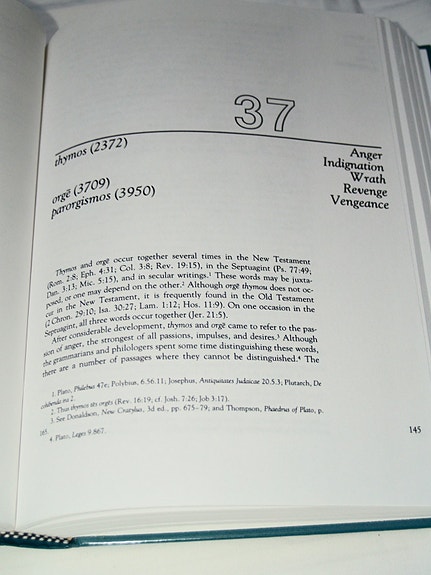 37
thymos (2372)
orgē (3709)
parorgismos (3950)
Anger
Indignation
Wrath
Revenge
Vengeance
Thymos and orgē occur together several times in the New Testament
(Rom. 2:8; Eph. 4:31; Col. 3:8; Rev. 19:15), in the Septuagint (Ps. 77:49;
Dan. 3:13; Mic. 5:15), and in secular writings.¹ These words may be juxta-
posed, or one may depend on the other.² Although orgē thymos does not oc-
cur in the New Testament, it is frequently found in the Old Testament
(2 Chron. 29:10; Isa. 30:27; Lam. 1:12; Hos. 11:9). On one occasion in the
Septuagint, all three words occur together (Jer. 21:5).
After considerable development, thymos and orgē came to refer to the pas-
sion of anger, the strongest of all passions, impulses, and desires.³ Although
the grammarians and philologers spent some time distinguishing these words,
there are a number of passages where they cannot be distinguished.⁴ The
1. Plato, Philebus 47e; Polybius, 6.56.11; Josephus, Antiquitates Judaicae 20.5.3; Plutarch, De
cohibenda ira 2.
2. Thus thymos tēs orgēs (Rev. 16:19; cf. Josh. 7:26; Job 3:17).
3. See Donaldson, New Cratylus, 3d ed., pp. 675–79; and Thompson, Phaedrus of Plato, p.
165.
4. Plato, Leges 9.867.
145